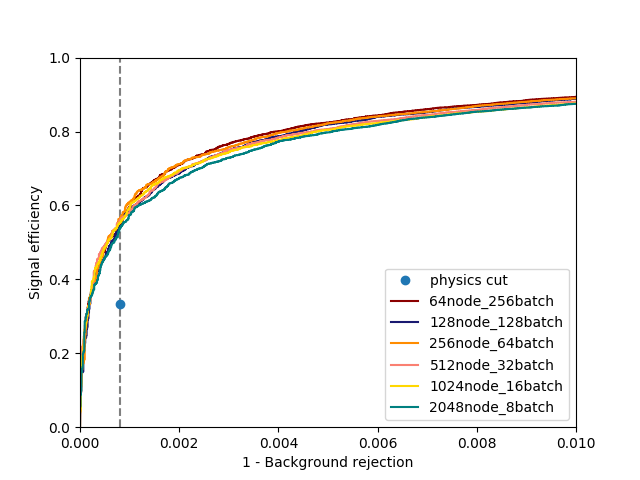 1.0
0.8
0.6
0.4
0.2
0.0
Signal efficiency
physics cut
64node_256batch
128node_128batch
256node_64batch
512node_32batch
1024node_16batch
2048node_8batch
0.000 0.002 0.004 0.006 0.008 0.010
1 - Background rejection